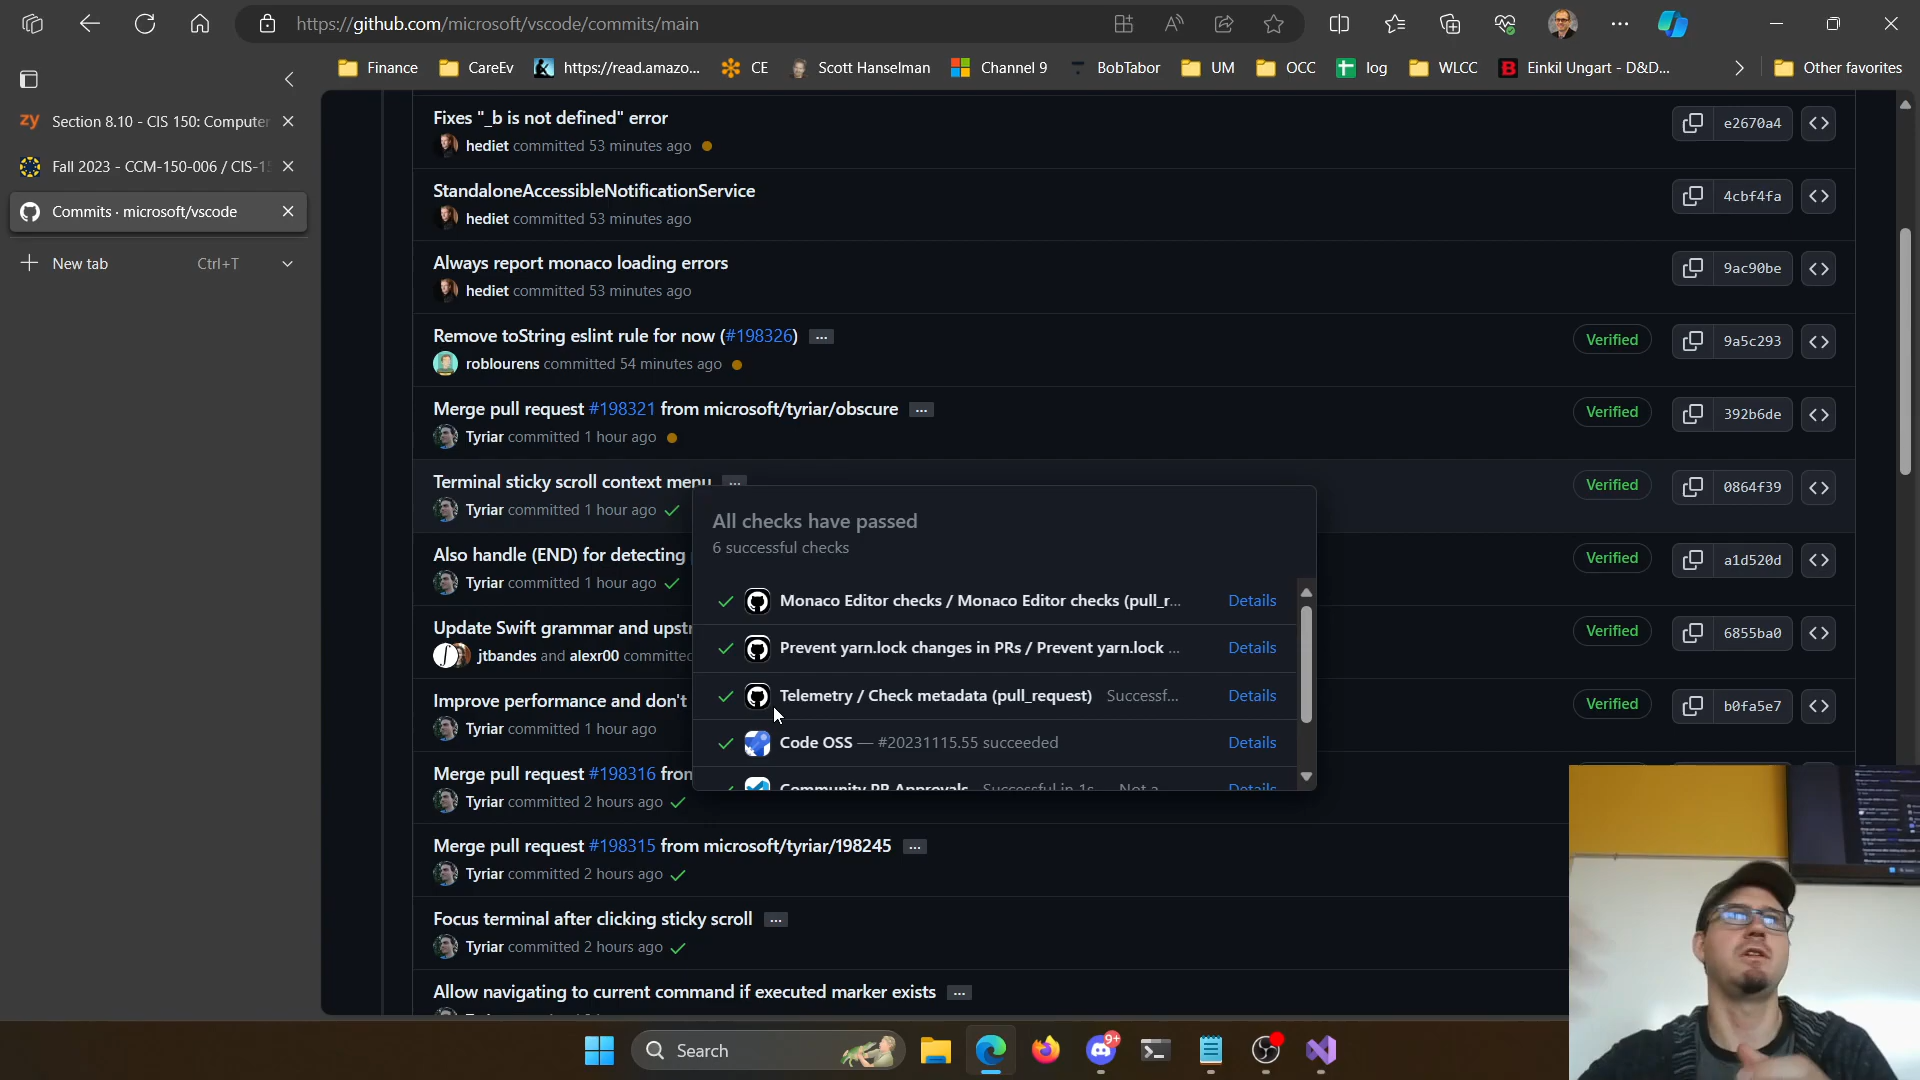 https://github.com/microsoft/vscode/commits/main
Finance
CareEv
https://read.amazo...
CE
Scott Hanselman
Channel 9
BobTabor
UM
OCC
log
WLCC
Einkil Ungart - D&D...
Other favorites
zy Section 8.10 - CIS 150: Computer
Fall 2023 - CCM-150-006 / CIS-15
Commits · microsoft/vscode
New tab Ctrl+T
Fixes "_b is not defined" error
hediet committed 53 minutes ago
e2670a4
StandaloneAccessibleNotificationService
hediet committed 53 minutes ago
4cbf4fa
Always report monaco loading errors
hediet committed 53 minutes ago
9ac90be
Remove toString eslint rule for now (#198326) ...
roblourens committed 54 minutes ago
Verified 9a5c293
Merge pull request #198321 from microsoft/tyriar/obscure ...
Tyriar committed 1 hour ago
Verified 392b6de
Terminal sticky scroll context menu ...
Tyriar committed 1 hour ago
Verified 0864f39
All checks have passed
6 successful checks
Monaco Editor checks / Monaco Editor checks (pull_r... Details
Prevent yarn.lock changes in PRs / Prevent yarn.lock ... Details
Telemetry / Check metadata (pull_request) Successf... Details
Code OSS — #20231115.55 succeeded Details
Community PR Approvals Successful in 1s — Not a Details
Also handle (END) for detecting
Tyriar committed 1 hour ago
Verified a1d520d
Update Swift grammar and upst
jtbandes and alexr00 committed
Verified 6855ba0
Improve performance and don't
Tyriar committed 1 hour ago
Verified b0fa5e7
Merge pull request #198316 from
Tyriar committed 2 hours ago
Merge pull request #198315 from microsoft/tyriar/198245 ...
Tyriar committed 2 hours ago
Focus terminal after clicking sticky scroll ...
Tyriar committed 2 hours ago
Allow navigating to current command if executed marker exists ...
Search
9+